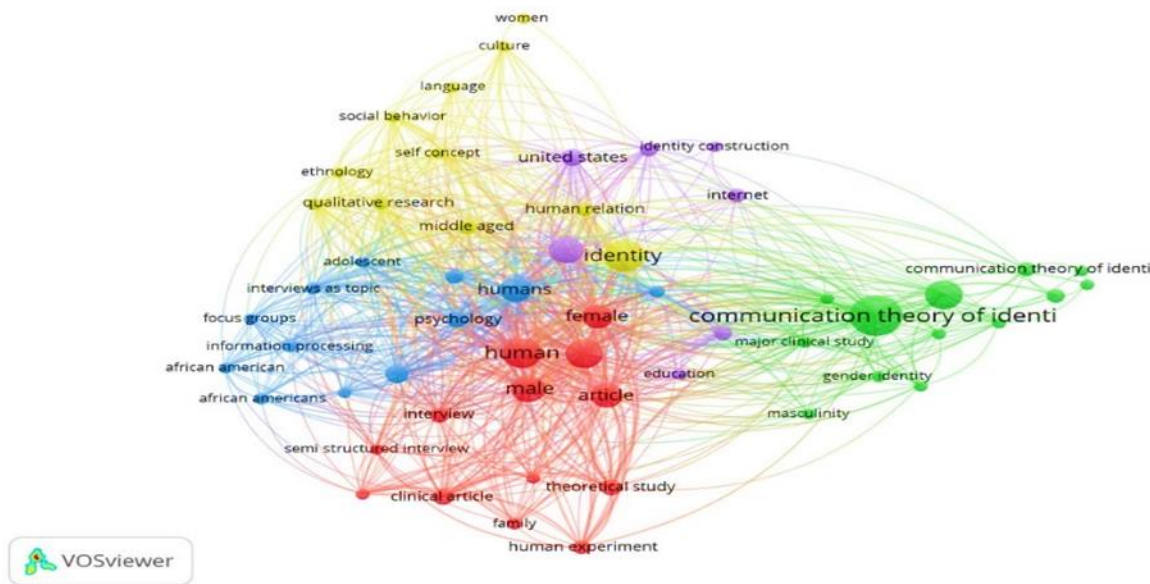 women
culture
language
social behavior
self concept
identity construction
united states
ethnology
internet
qualitative research
human relation
middle aged
identity
adolescent
communication theory of identi
interviews as topic
humans
focus groups
psychology
female
communication theory of identi
information processing
major clinical study
human
african american
education
gender identity
african americans
male
article
interview
masculinity
semi structured interview
theoretical study
clinical article
family
human experiment
VOSviewer